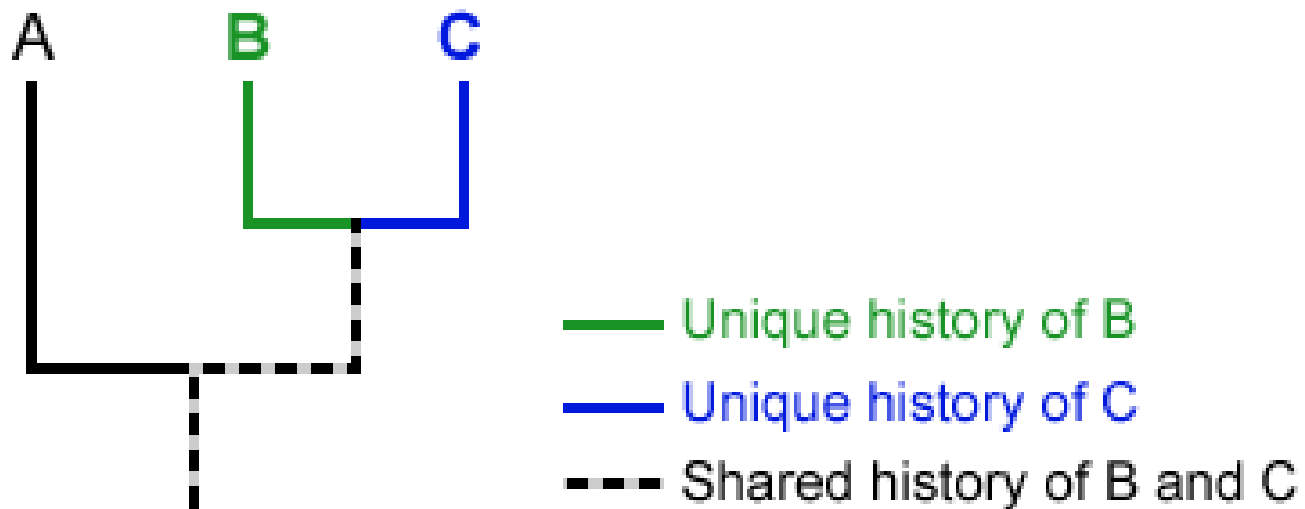 A B C
Unique history of B
Unique history of C
Shared history of B and C